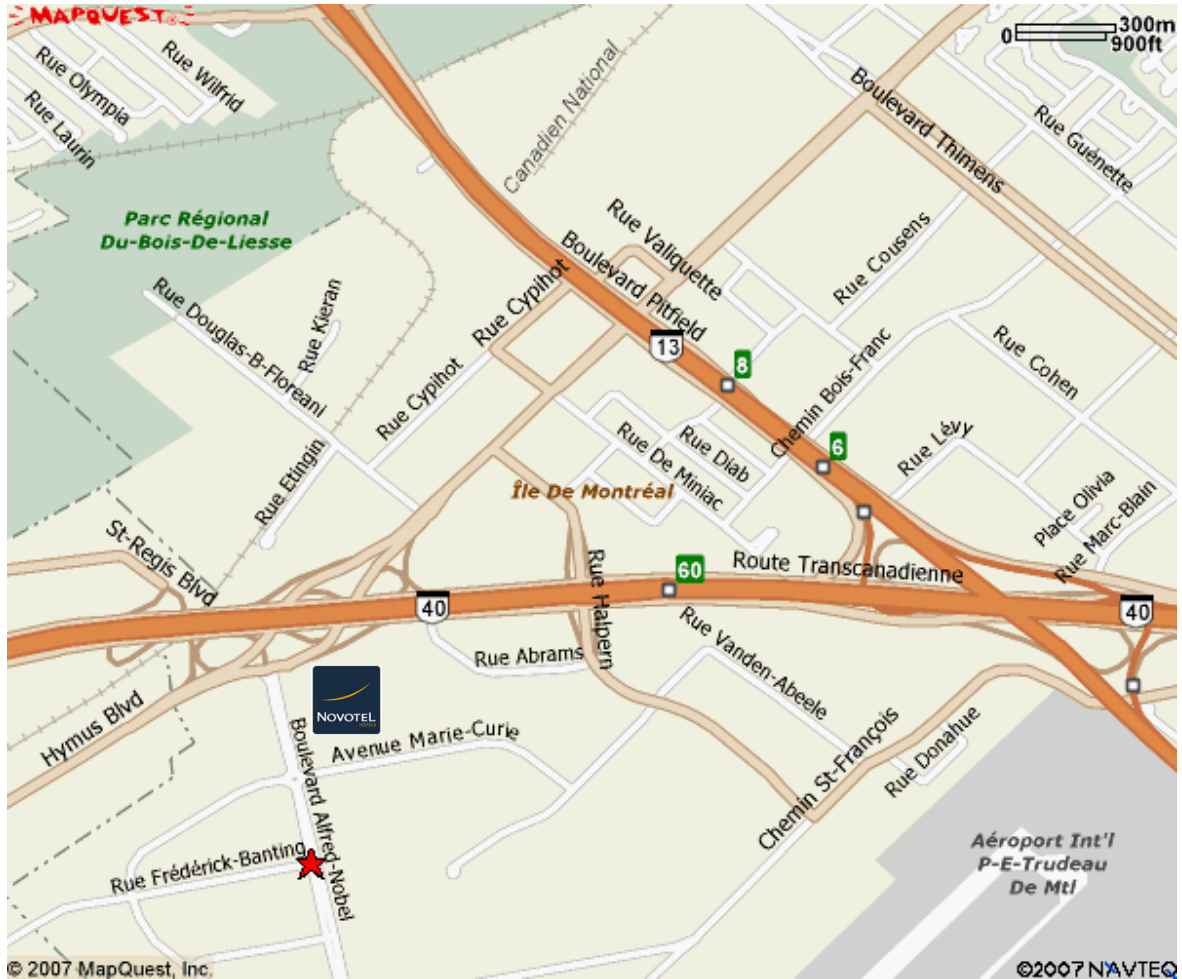 MAPQUEST®
300m
0
900ft
Rue Wilfrid
Rue Olympia
Rue Laurin
Canadien National
Boulevard Thimens
Rue Guénette
Parc Régional
Du-Bois-De-Liesse
Rue Valiquette
Rue Cousens
Boulevard Pitfield
Rue Douglas-B-Floreani
Rue Kieran
Rue Cypihot
13
8
Rue Cohen
Chemin Bois-Franc
Rue Cypihot
Rue Lévy
6
Rue Diab
Rue De Miniac
Rue Etingin
Île De Montréal
Place Olivia
Rue Marc-Blain
St-Regis Blvd
60
Route Transcanadienne
40
40
Rue Halpern
Rue Abrams
Rue Vanden-Abeele
NOVOTEL
HOTELS
Hymus Blvd
Boulevard Alfred-Nobel
Avenue Marie-Curie
Chemin St-François
Rue Donahue
Rue Frédérick-Banting
Aéroport Int'l
P-E-Trudeau
De Mtl
© 2007 MapQuest, Inc.
©2007 NAVTEQ